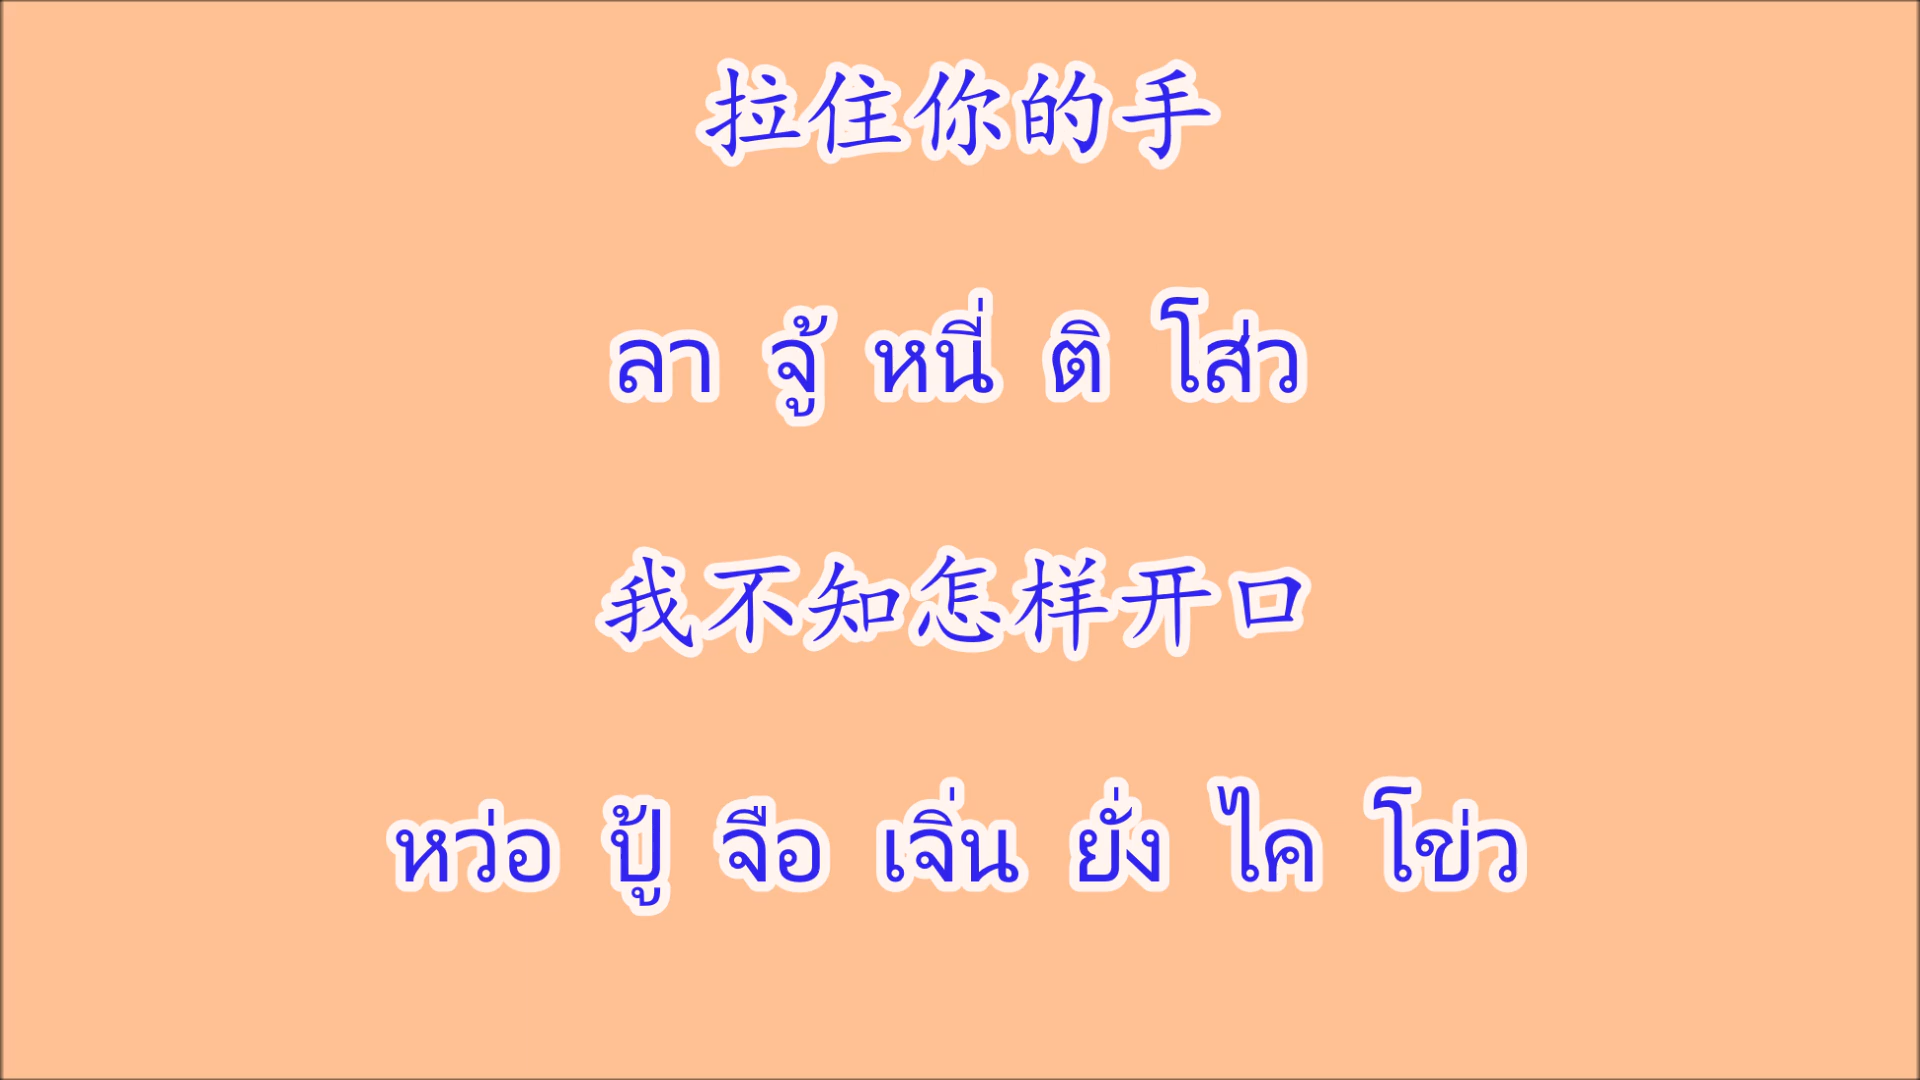 拉住你的手
ลา จู้ หนี่ ติ โส่ว
我不知怎样开口
หว่อ ปู้ จือ เจิ่น ยั่ง ไค โข่ว